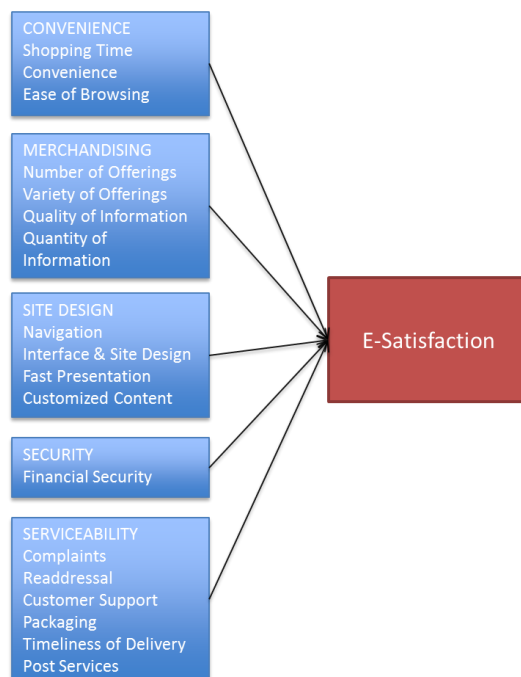 CONVENIENCE
Shopping Time
Convenience
Ease of Browsing
MERCHANDISING
Number of Offerings
Variety of Offerings
Quality of Information
Quantity of
Information
SITE DESIGN
Navigation
Interface & Site Design
Fast Presentation
Customized Content
SECURITY
Financial Security
SERVICEABILITY
Complaints
Readdressal
Customer Support
Packaging
Timeliness of Delivery
Post Services
E-Satisfaction